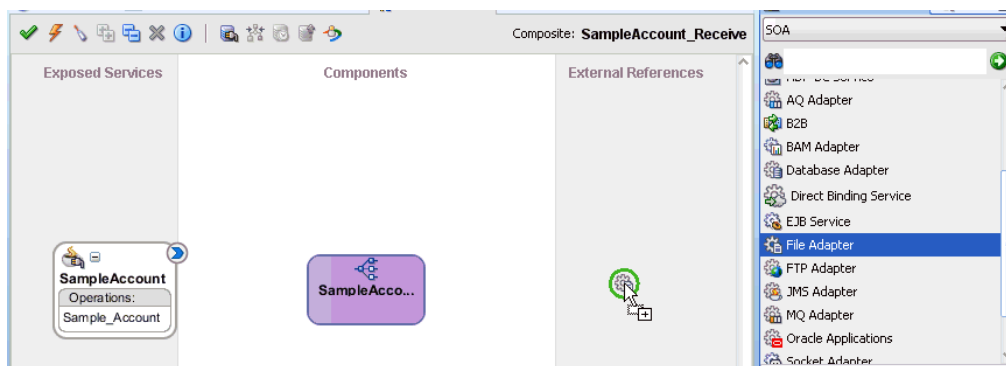 Composite: SampleAccount_Receive
SOA
Exposed Services
Components
External References
AQ Adapter
B2B
BAM Adapter
Database Adapter
Direct Binding Service
EJB Service
File Adapter
FTP Adapter
JMS Adapter
MQ Adapter
Oracle Applications
Socket Adapter
SampleAccount
Operations:
Sample_Account
SampleAcco...